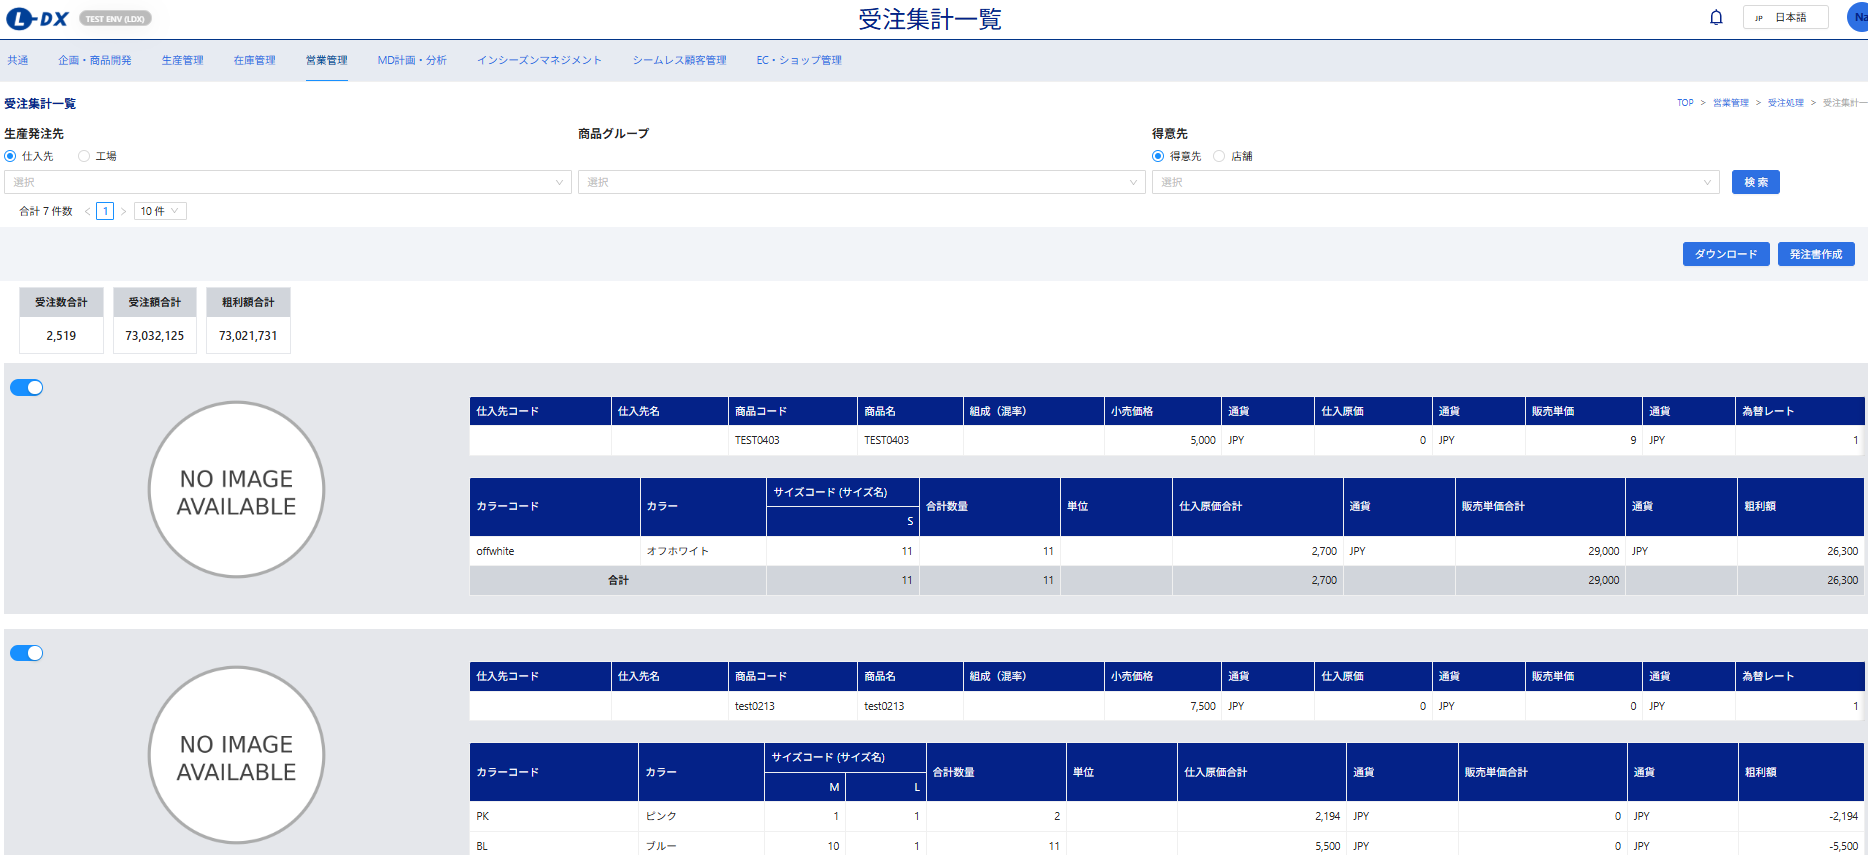 L-DX TEST ENV (LDX) 受注集計一覧 JP 日本語 Na
共通 企画・商品開発 生産管理 在庫管理 営業管理 MD計画・分析 インシーズンマネジメント シームレス顧客管理 EC・ショップ管理
受注集計一覧 TOP > 営業管理 > 受注処理 > 受注集計一
生産発注先 商品グループ 得意先
仕入先 工場 得意先 店舗
選択 選択 選択 検 索
合計 7 件数 < 1 > 10 件
ダウンロード 発注書作成
受注数合計 受注額合計 粗利額合計
2,519 73,032,125 73,021,731
NO IMAGE
AVAILABLE
仕入先コード 仕入先名 商品コード 商品名 組成（混率） 小売価格 通貨 仕入原価 通貨 販売単価 通貨 為替レート
TEST0403 TEST0403 5,000 JPY 0 JPY 9 JPY 1
カラーコード カラー サイズコード (サイズ名) 合計数量 単位 仕入原価合計 通貨 販売単価合計 通貨 粗利額
S
offwhite オフホワイト 11 11 2,700 JPY 29,000 JPY 26,300
合計 11 11 2,700 29,000 26,300
NO IMAGE
AVAILABLE
仕入先コード 仕入先名 商品コード 商品名 組成（混率） 小売価格 通貨 仕入原価 通貨 販売単価 通貨 為替レート
test0213 test0213 7,500 JPY 0 JPY 0 JPY 1
カラーコード カラー サイズコード (サイズ名) 合計数量 単位 仕入原価合計 通貨 販売単価合計 通貨 粗利額
M L
PK ピンク 1 1 2 2,194 JPY 0 JPY -2,194
BL ブルー 10 1 11 5,500 JPY 0 JPY -5,500